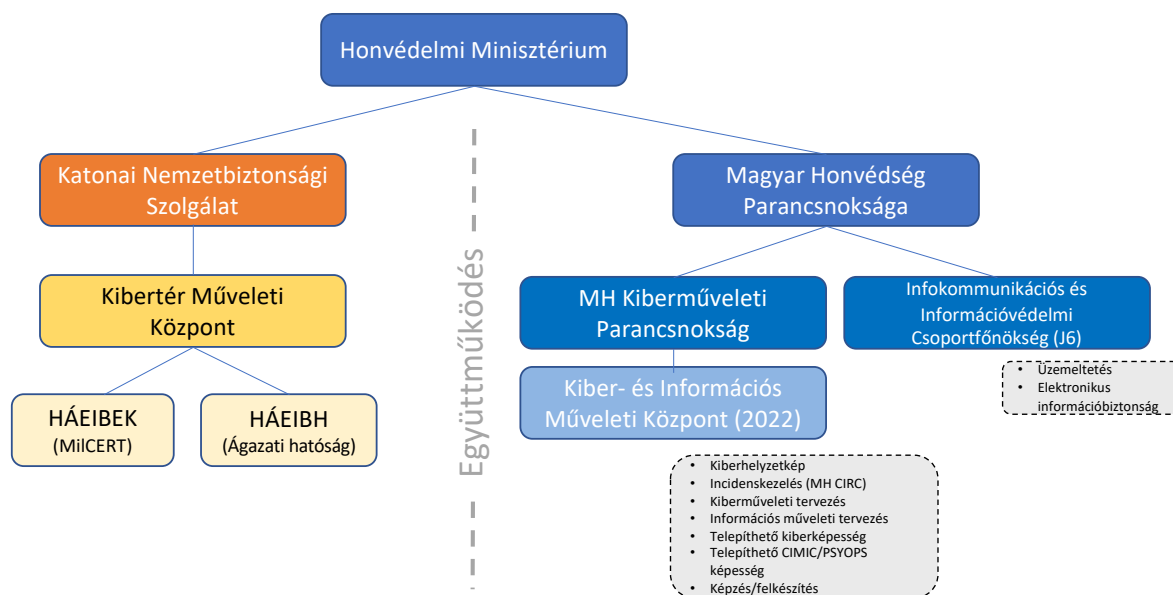 Honvédelmi Minisztérium
Katonai Nemzetbiztonsági
Szolgálat
Magyar Honvédség
Parancsnoksága
Együttműködés
Kibertér Műveleti
Központ
MH Kiberműveleti
Parancsnokság
Infokommunikációs és
Információvédelmi
Csoportfőnökség (J6)
• Üzemeltetés
• Elektronikus
információbiztonság
HÁEIBEK
(MilCERT)
HÁEIBH
(Ágazati hatóság)
Kiber- és Információs
Műveleti Központ (2022)
• Kiberhelyzetkép
• Incidenskezelés (MH CIRC)
• Kiberműveleti tervezés
• Információs műveleti tervezés
• Telepíthető kiberképesség
• Telepíthető CIMIC/PSYOPS
képesség
• Képzés/felkészítés